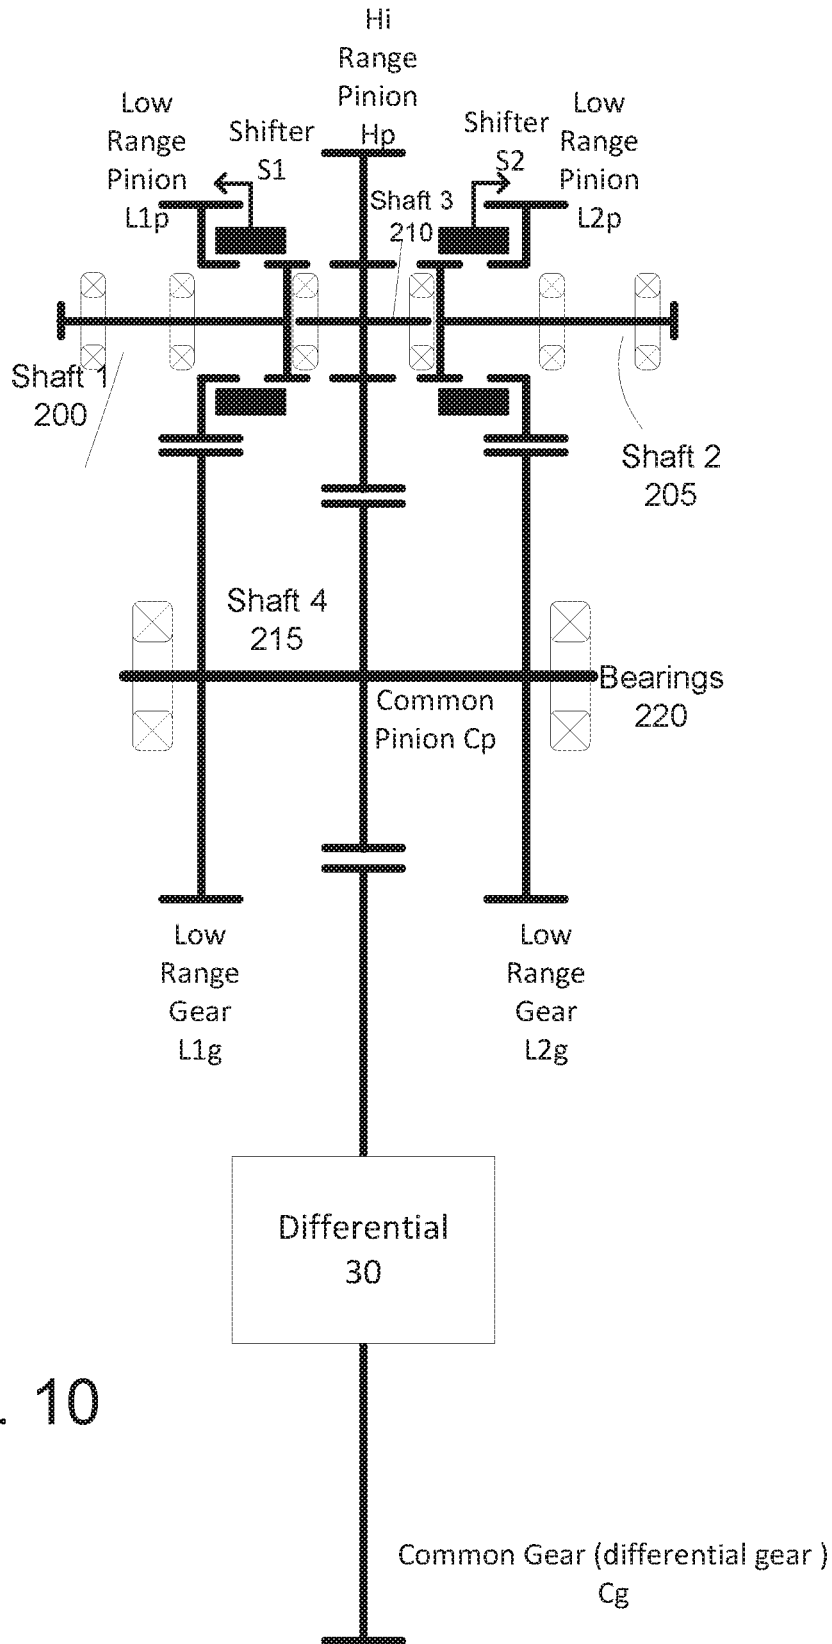 Hi
Range
Pinion
Hp
Low
Range
Pinion
L1p
Shifter
S1
Shaft 3
210
Shifter
S2
Low
Range
Pinion
L2p
Shaft 1
200
Shaft 2
205
Shaft 4
215
Common
Pinion Cp
Bearings
220
Low
Range
Gear
L1g
Low
Range
Gear
L2g
Differential
30
. 10
Common Gear (differential gear )
Cg